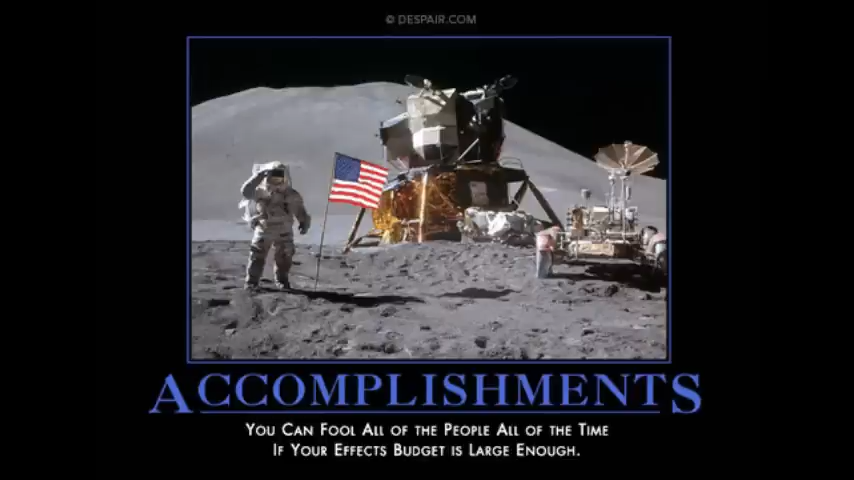 © DESPAIR.COM
ACCOMPLISHMENTS
YOU CAN FOOL ALL OF THE PEOPLE ALL OF THE TIME
IF YOUR EFFECTS BUDGET IS LARGE ENOUGH.